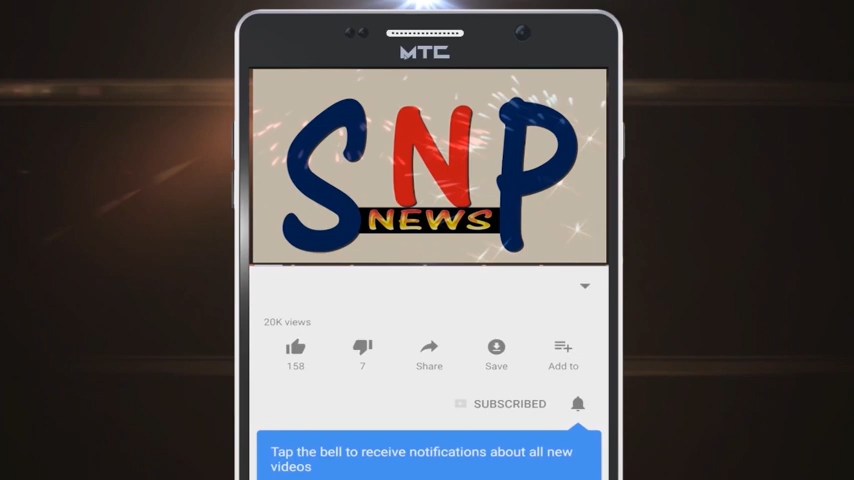 MTC
SNP
NEWS
20K views
158
7
Share
Save
Add to
SUBSCRIBED
Tap the bell to receive notifications about all new
videos